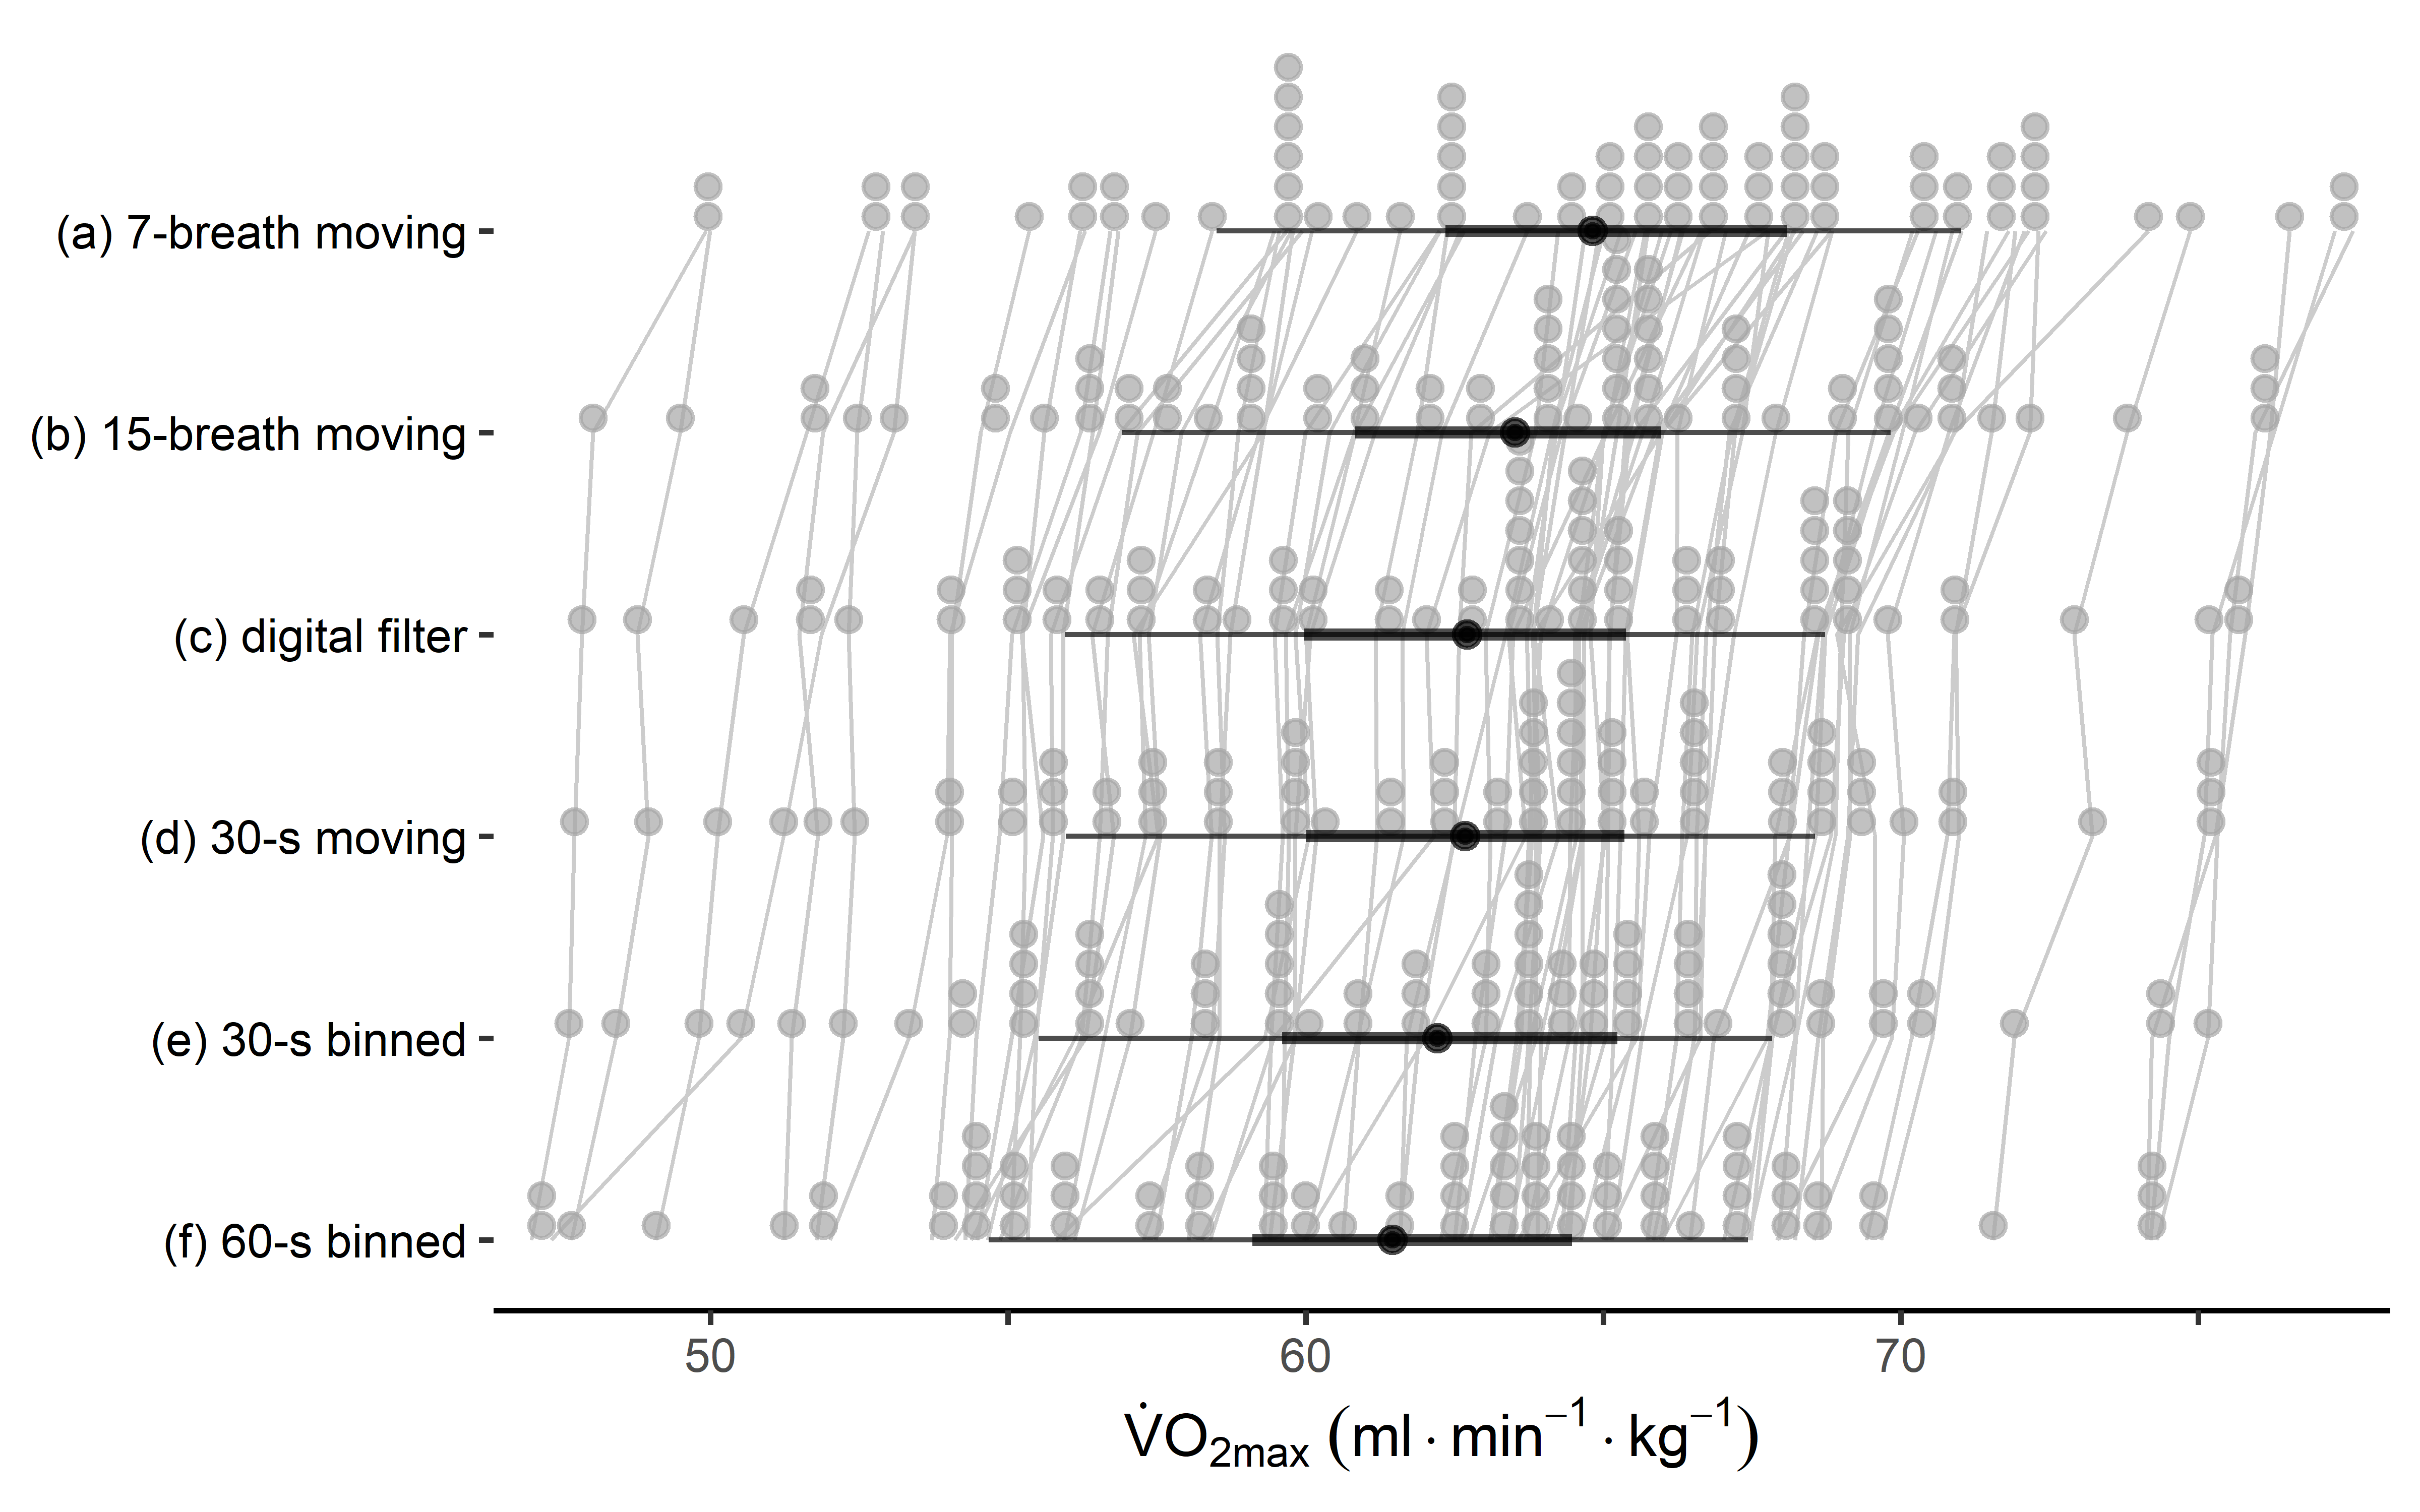 (a) 7-breath moving
(b) 15-breath moving
(c) digital filter
(d) 30-s moving
(e) 30-s binned
(f) 60-s binned
50 60 70
V̇O₂max (ml · min⁻¹ · kg⁻¹)